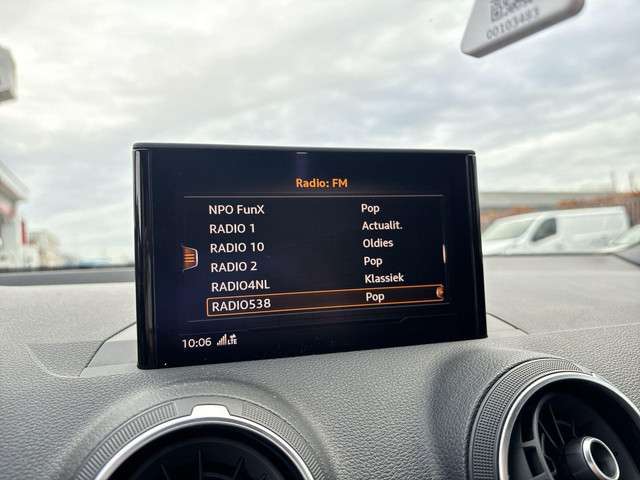 00103483
Radio: FM
NPO FunX Pop
RADIO 1 Actualit.
RADIO 10 Oldies
RADIO 2 Pop
RADIO4NL Klassiek
RADIO538 Pop
10:06 LTE